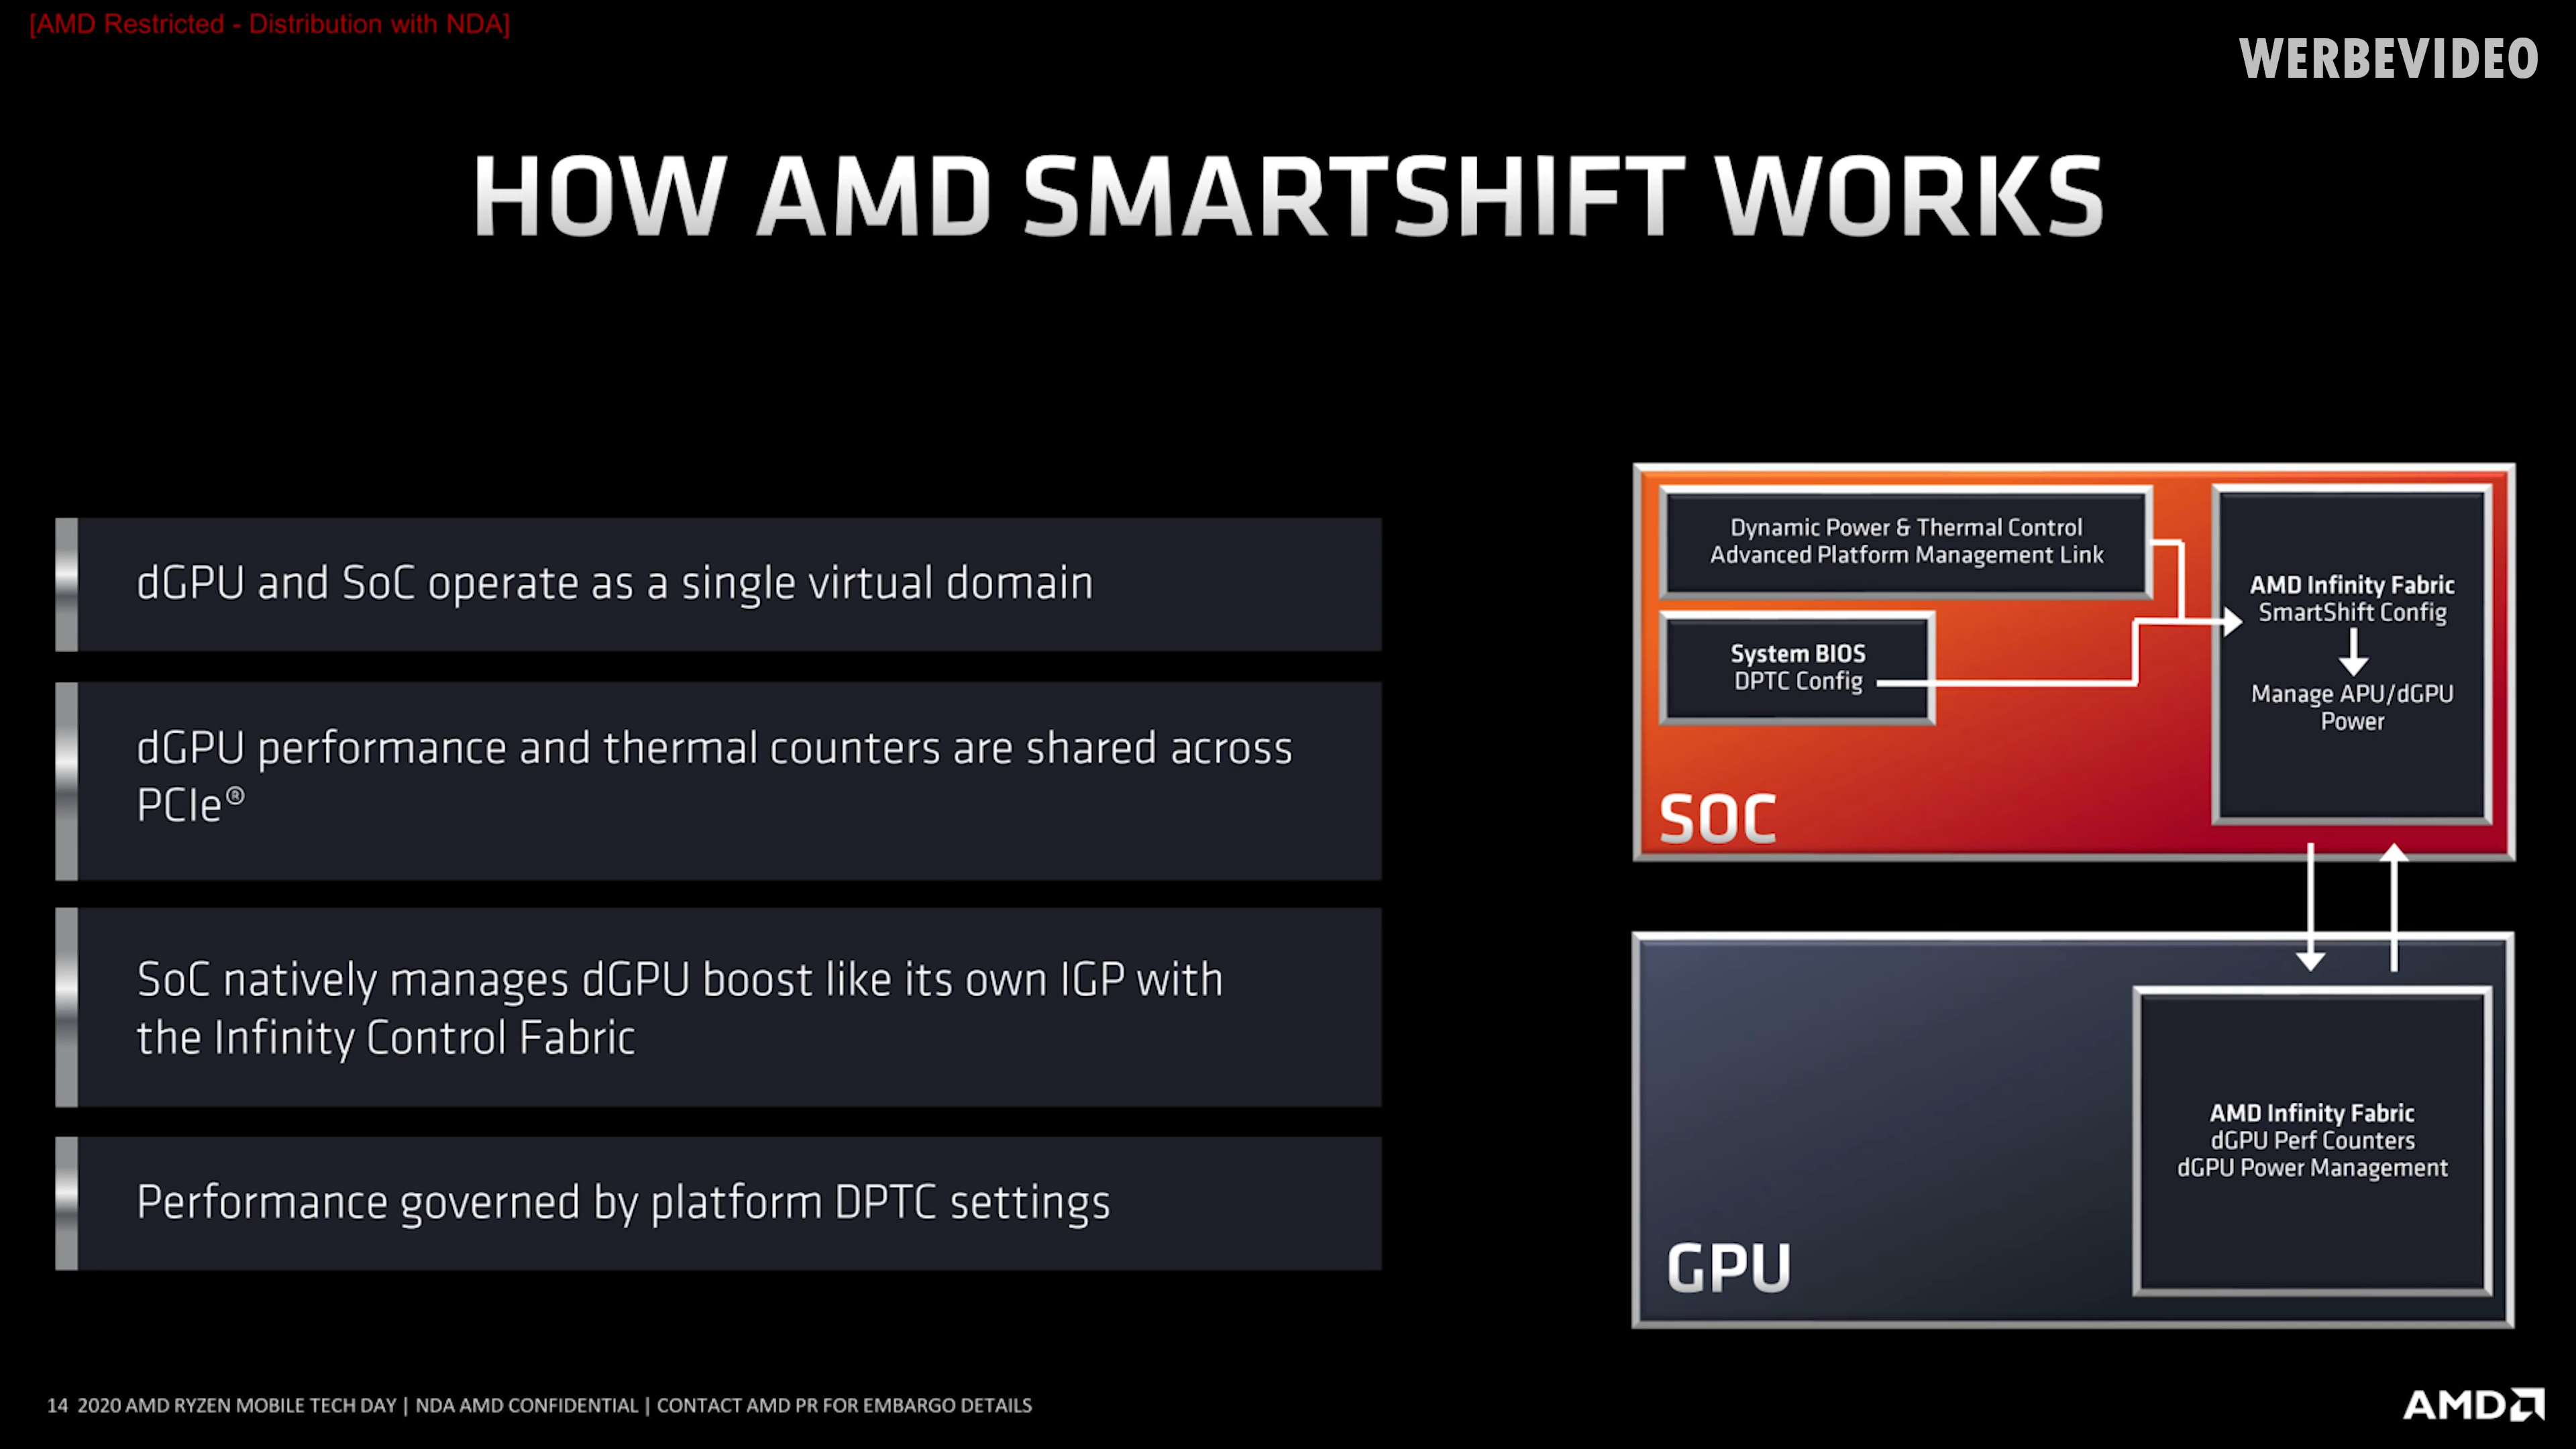 [AMD Restricted - Distribution with NDA]
WERBEVIDEO
HOW AMD SMARTSHIFT WORKS
dGPU and SoC operate as a single virtual domain
dGPU performance and thermal counters are shared across
PCIe®
SoC natively manages dGPU boost like its own IGP with
the Infinity Control Fabric
Performance governed by platform DPTC settings
Dynamic Power & Thermal Control
Advanced Platform Management Link
System BIOS
DPTC Config
AMD Infinity Fabric
SmartShift Config
Manage APU/dGPU
Power
SOC
AMD Infinity Fabric
dGPU Perf Counters
dGPU Power Management
GPU
14 2020 AMD RYZEN MOBILE TECH DAY | NDA AMD CONFIDENTIAL | CONTACT AMD PR FOR EMBARGO DETAILS
AMD